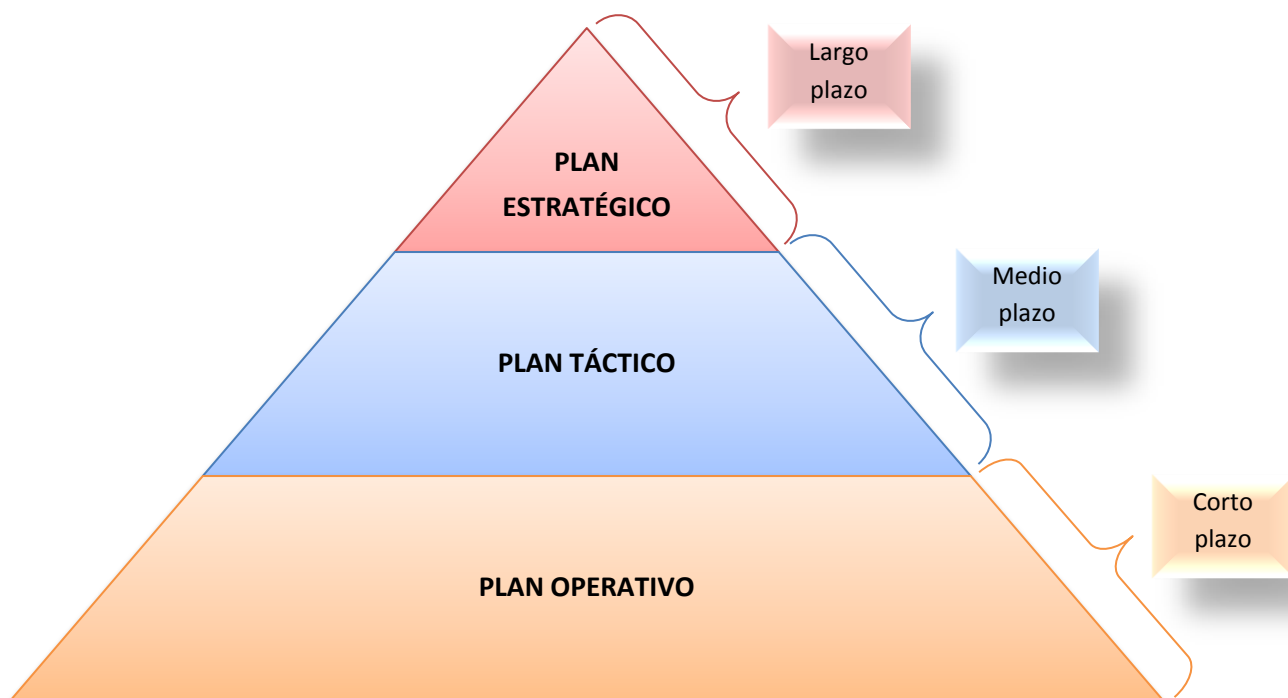 Largo
plazo
PLAN
ESTRATÉGICO
Medio
plazo
PLAN TÁCTICO
Corto
plazo
PLAN OPERATIVO